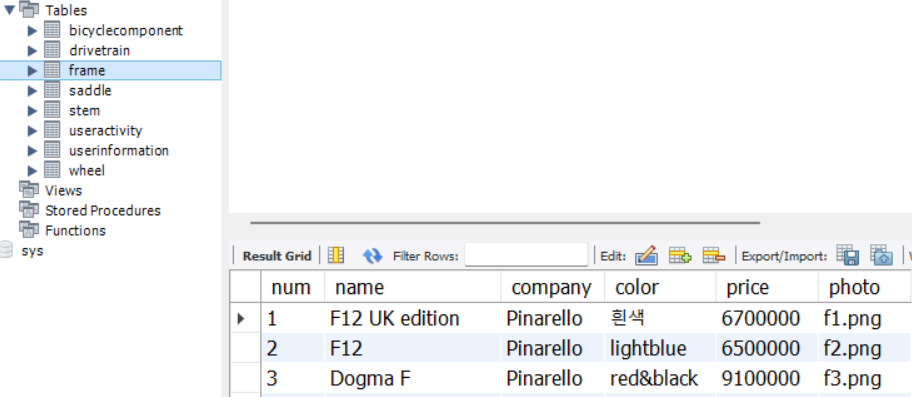 Tables
bicyclecomponent
drivetrain
frame
saddle
stem
useractivity
userinformation
wheel
Views
Stored Procedures
Functions
sys
Result Grid Filter Rows: Edit: Export/Import:
num name company color price photo
1 F12 UK edition Pinarello 흰색 6700000 f1.png
2 F12 Pinarello lightblue 6500000 f2.png
3 Dogma F Pinarello red&black 9100000 f3.png